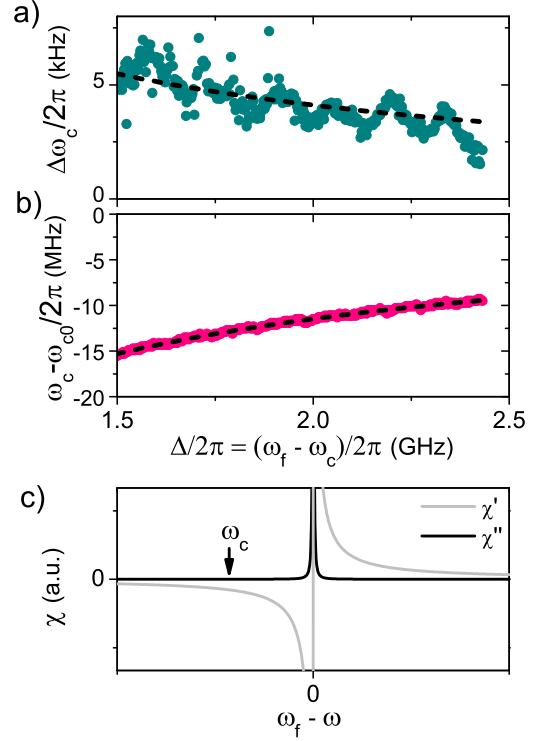 a)
Δω_c/2π (kHz)
5
0
b)
ω_c-ω_c0/2π (MHz)
0
-5
-10
-15
-20
1.5 2.0 2.5
Δ/2π = (ω_f - ω_c)/2π (GHz)
c)
χ (a.u.)
ω_c
χ'
χ''
0
0
ω_f - ω